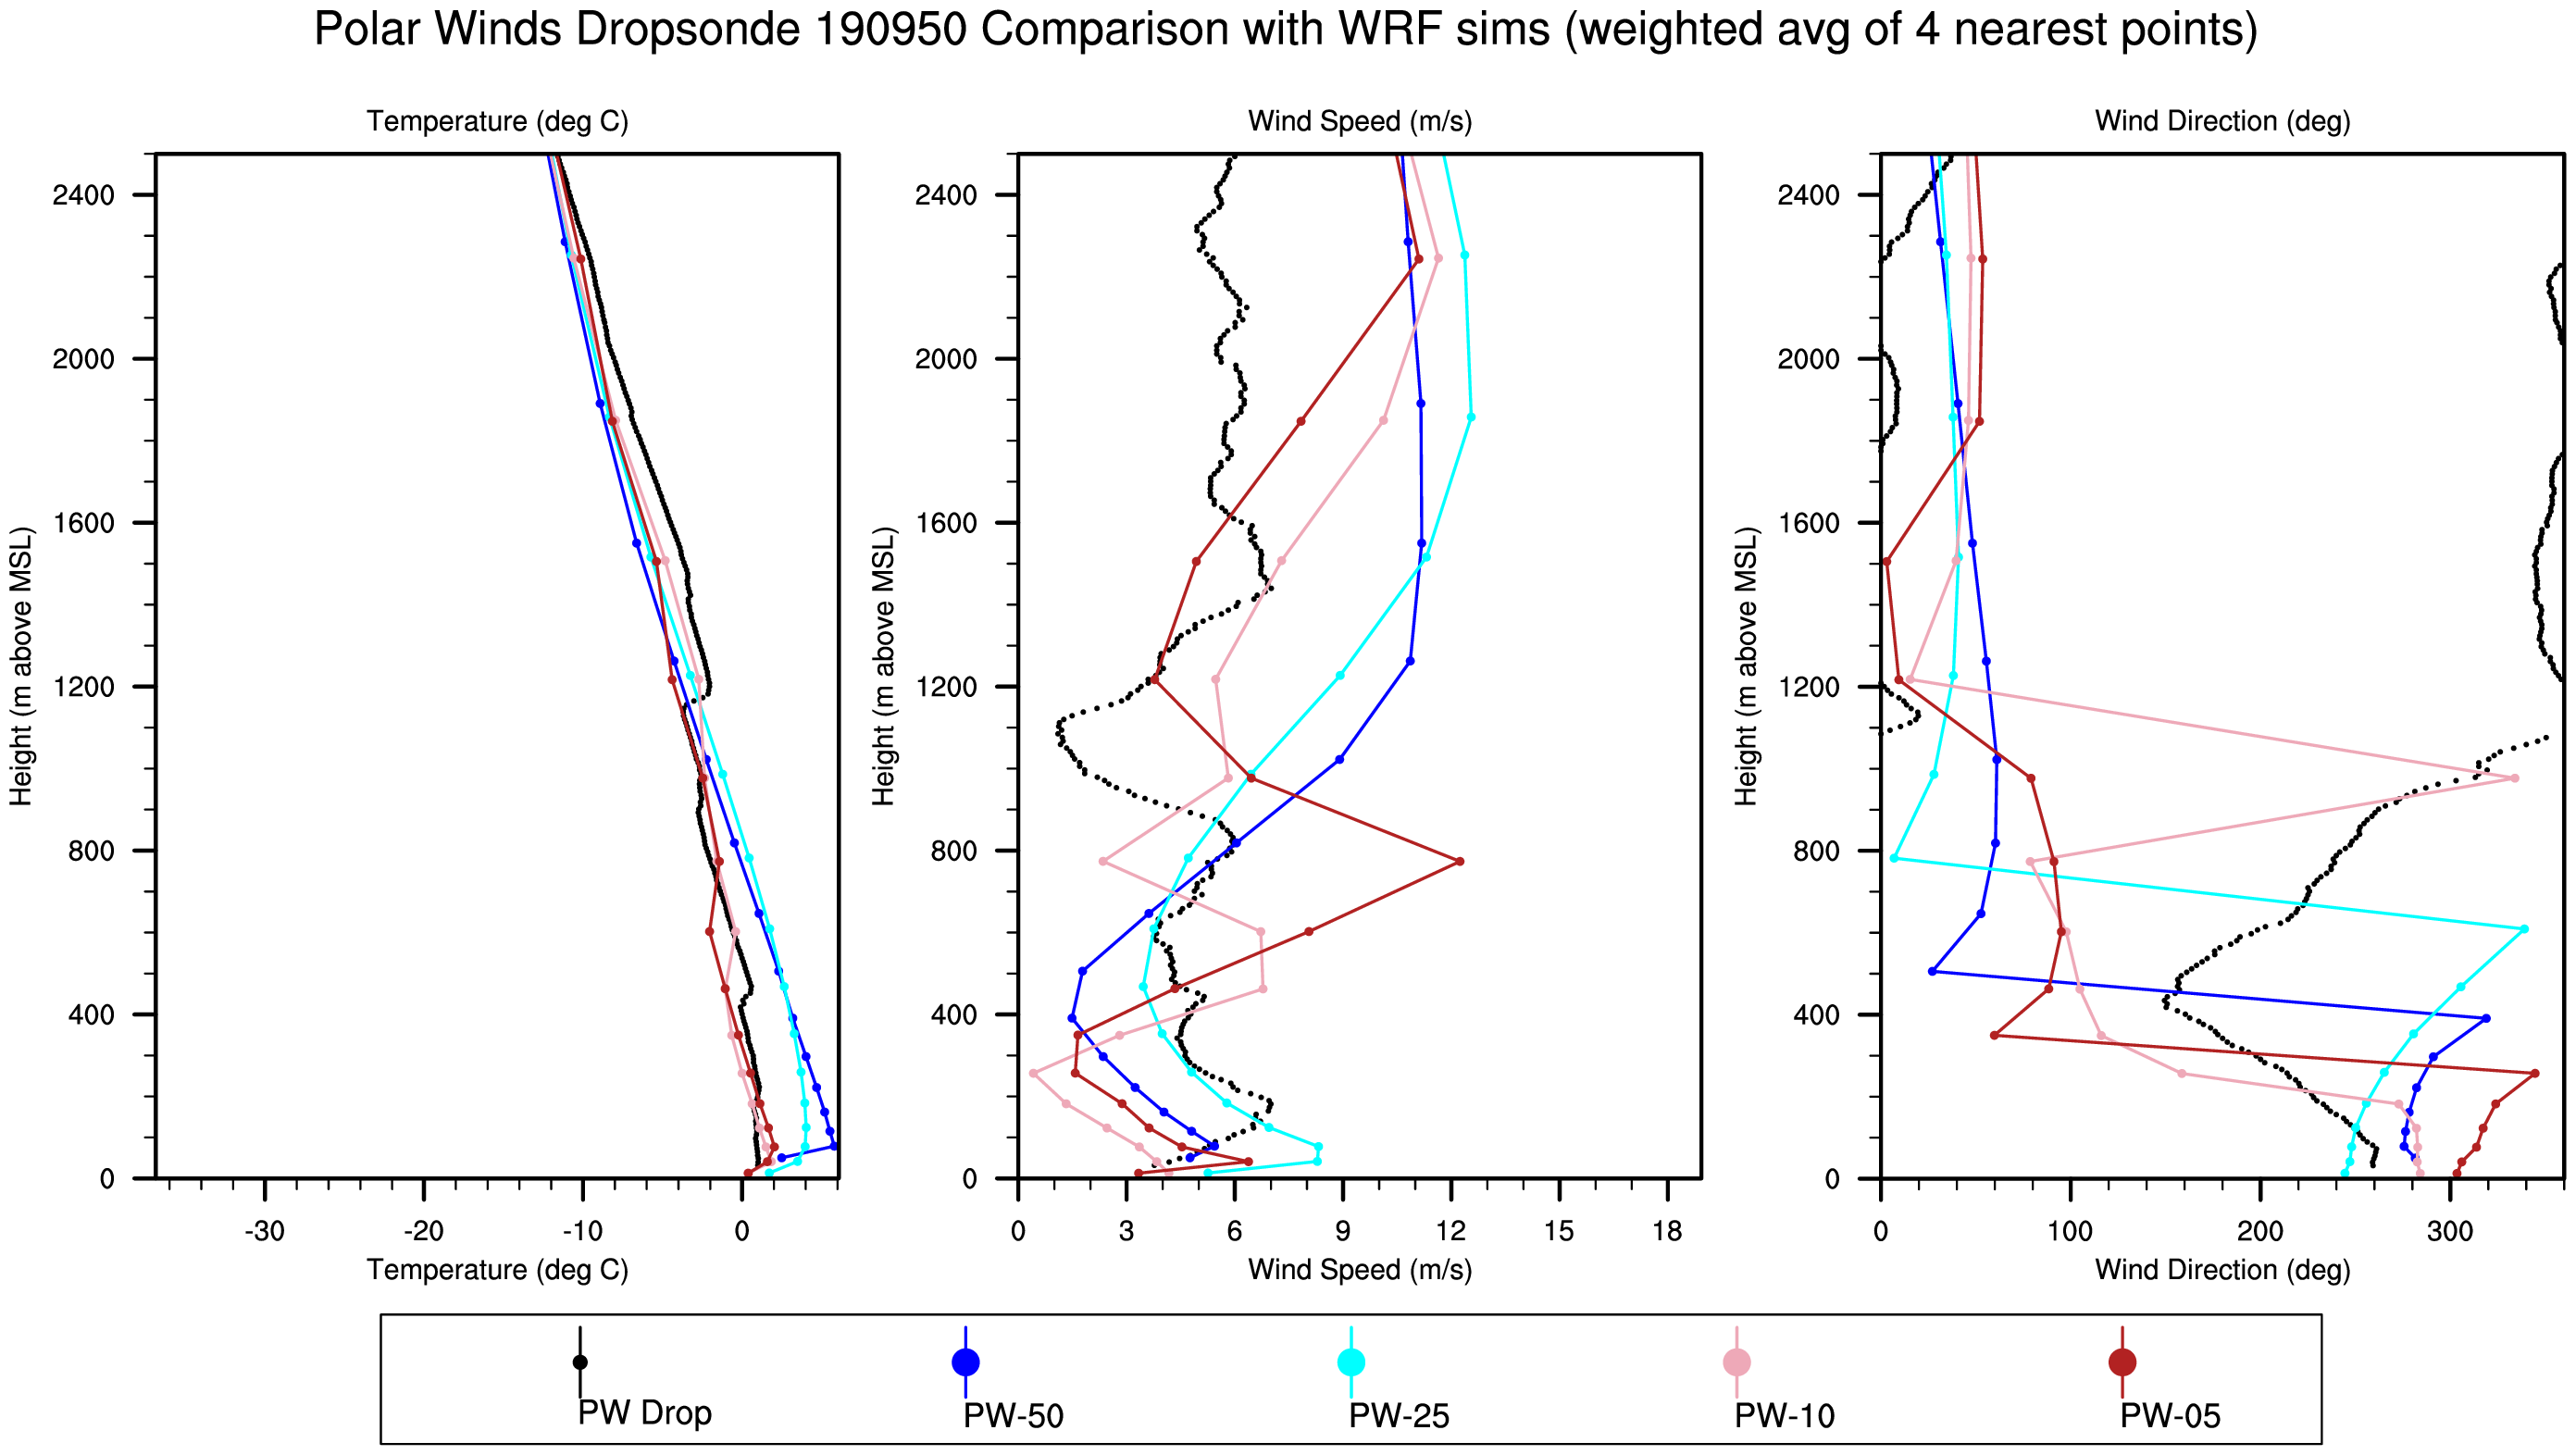 Polar Winds Dropsonde 190950 Comparison with WRF sims (weighted avg of 4 nearest points)
Temperature (deg C)
Wind Speed (m/s)
Wind Direction (deg)
Height (m above MSL)
2400
2000
1600
1200
800
400
0
-30
-20
-10
0
Temperature (deg C)
Height (m above MSL)
2400
2000
1600
1200
800
400
0
0
3
6
9
12
15
18
Wind Speed (m/s)
Height (m above MSL)
2400
2000
1600
1200
800
400
0
0
100
200
300
Wind Direction (deg)
PW Drop
PW-50
PW-25
PW-10
PW-05